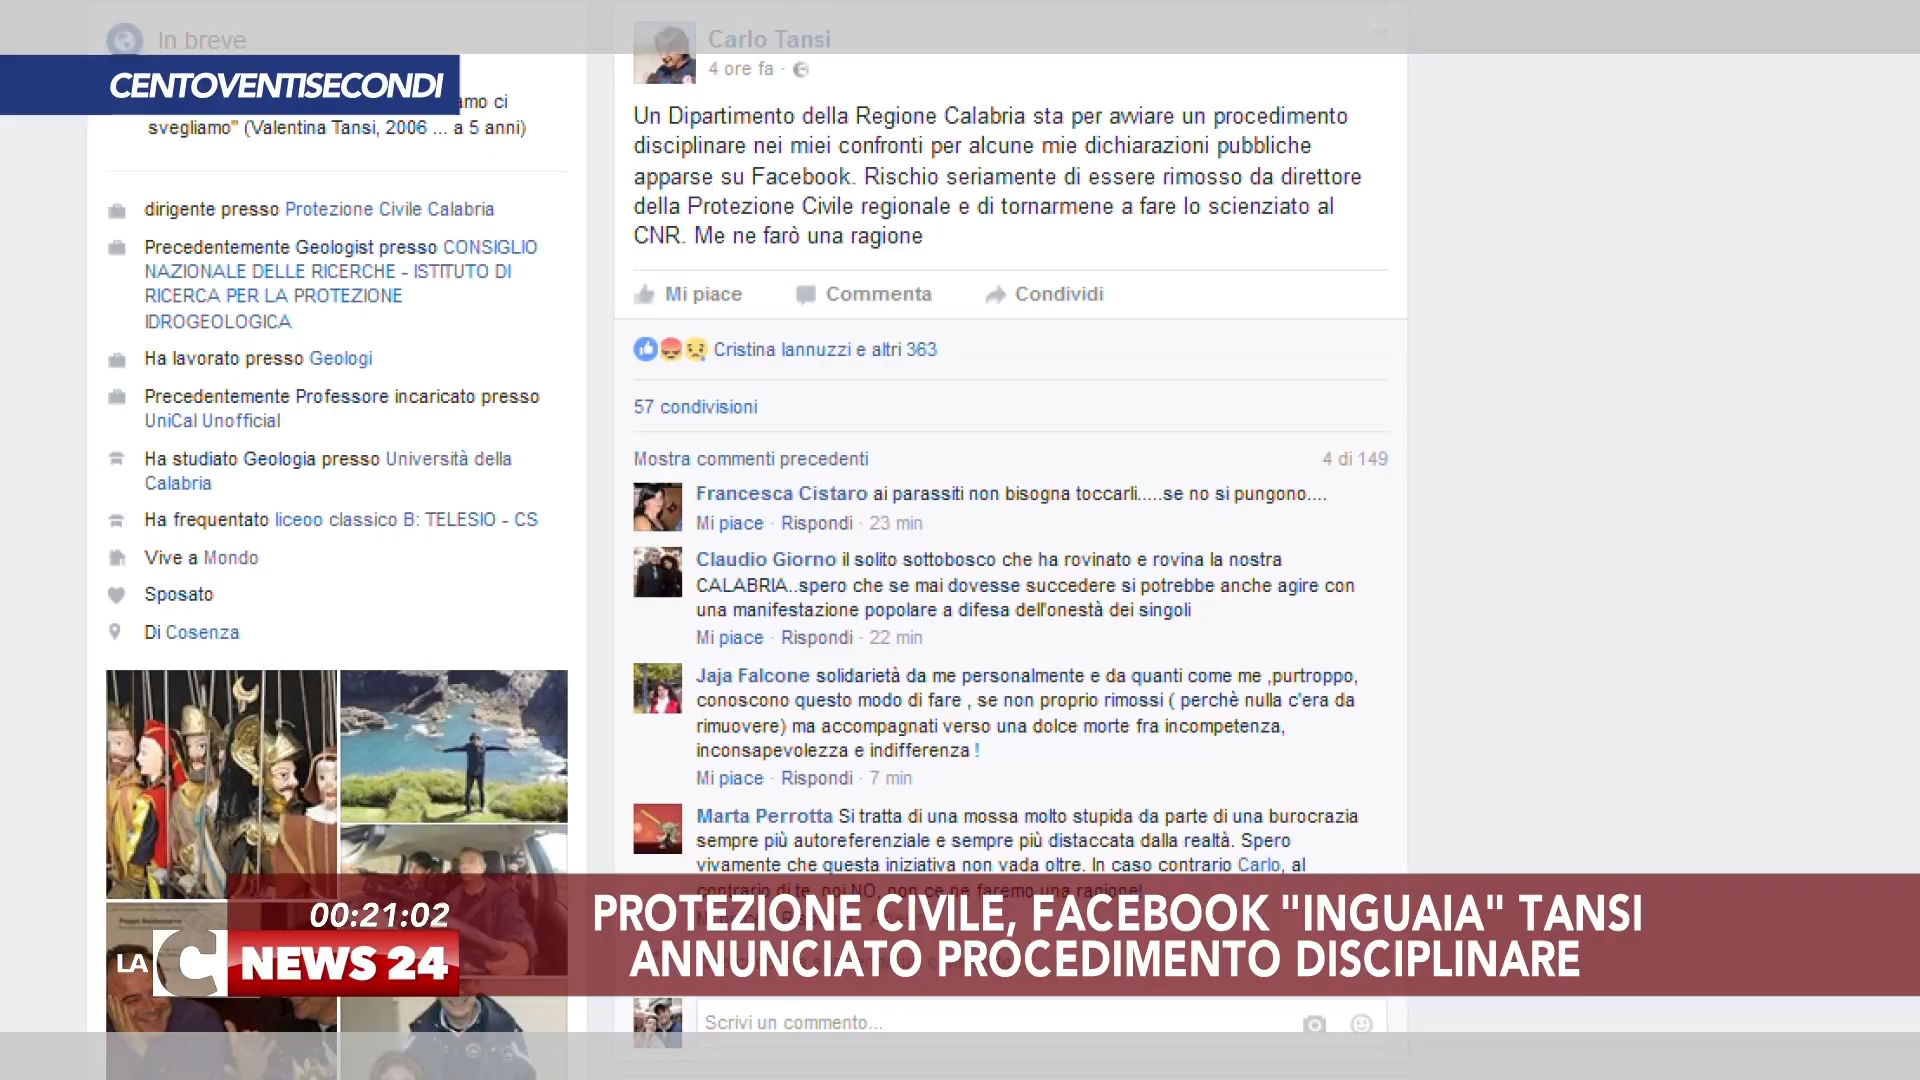 In breve
CENTOVENTISECONDI
amo ci
svegliamo" (Valentina Tansi, 2006 ... a 5 anni)
dirigente presso Protezione Civile Calabria
Precedentemente Geologist presso CONSIGLIO
NAZIONALE DELLE RICERCHE - ISTITUTO DI
RICERCA PER LA PROTEZIONE
IDROGEOLOGICA
Ha lavorato presso Geologi
Precedentemente Professore incaricato presso
UniCal Unofficial
Ha studiato Geologia presso Università della
Calabria
Ha frequentato liceoo classico B: TELESIO - CS
Vive a Mondo
Sposato
Di Cosenza
Carlo Tansi
4 ore fa ·
Un Dipartimento della Regione Calabria sta per avviare un procedimento
disciplinare nei miei confronti per alcune mie dichiarazioni pubbliche
apparse su Facebook. Rischio seriamente di essere rimosso da direttore
della Protezione Civile regionale e di tornarmene a fare lo scienziato al
CNR. Me ne farò una ragione
Mi piace Commenta Condividi
Cristina Iannuzzi e altri 363
57 condivisioni
Mostra commenti precedenti 4 di 149
Francesca Cistaro ai parassiti non bisogna toccarli.....se no si pungono....
Mi piace · Rispondi · 23 min
Claudio Giorno il solito sottobosco che ha rovinato e rovina la nostra
CALABRIA..spero che se mai dovesse succedere si potrebbe anche agire con
una manifestazione popolare a difesa dell'onestà dei singoli
Mi piace · Rispondi · 22 min
Jaja Falcone solidarietà da me personalmente e da quanti come me ,purtroppo,
conoscono questo modo di fare , se non proprio rimossi ( perchè nulla c'era da
rimuovere) ma accompagnati verso una dolce morte fra incompetenza,
inconsapevolezza e indifferenza !
Mi piace · Rispondi · 7 min
Marta Perrotta Si tratta di una mossa molto stupida da parte di una burocrazia
sempre più autoreferenziale e sempre più distaccata dalla realtà. Spero
vivamente che questa iniziativa non vada oltre. In caso contrario Carlo, al
contrario di te, noi NO, non ce ne faremo una ragione!
Scrivi un commento...
00:21:02
LA C NEWS 24
PROTEZIONE CIVILE, FACEBOOK "INGUAIA" TANSI
ANNUNCIATO PROCEDIMENTO DISCIPLINARE